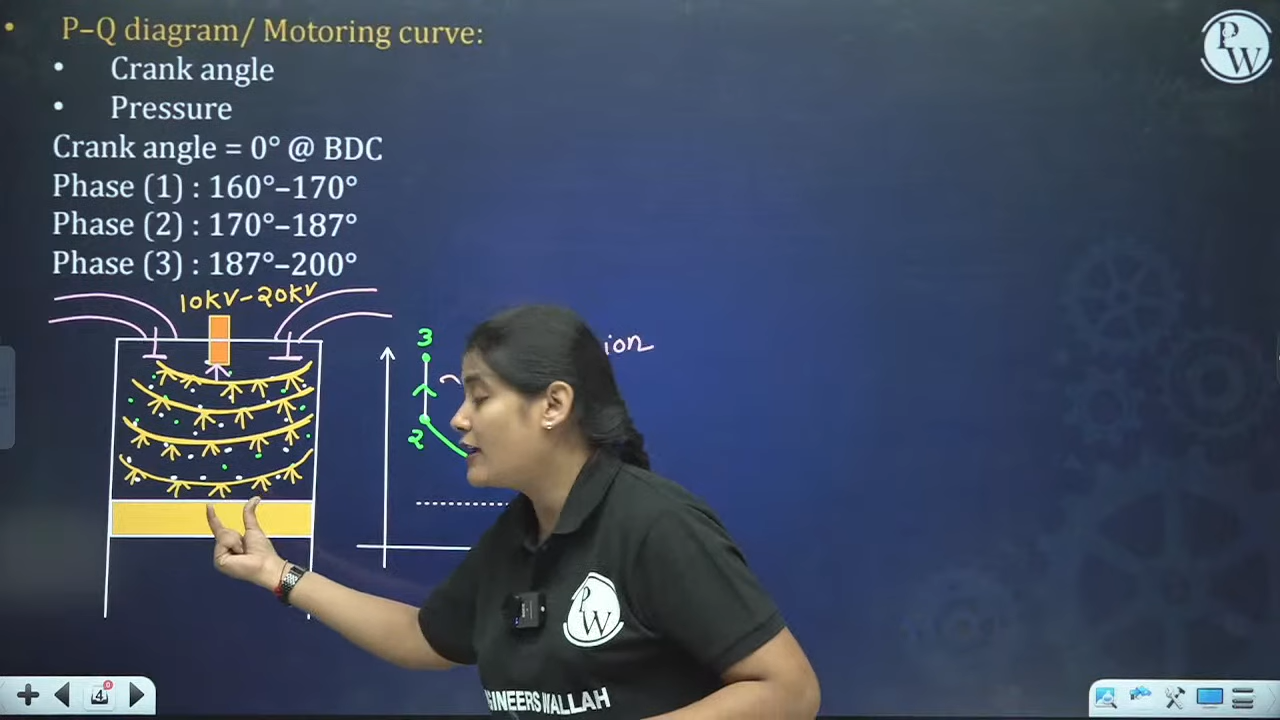 • P–Q diagram/ Motoring curve:
• Crank angle
• Pressure
Crank angle = 0° @ BDC
Phase (1) : 160°–170°
Phase (2) : 170°–187°
Phase (3) : 187°–200°
10KV-20KV
3
ion
2
PW
PW
GINEERS WALLAH
4